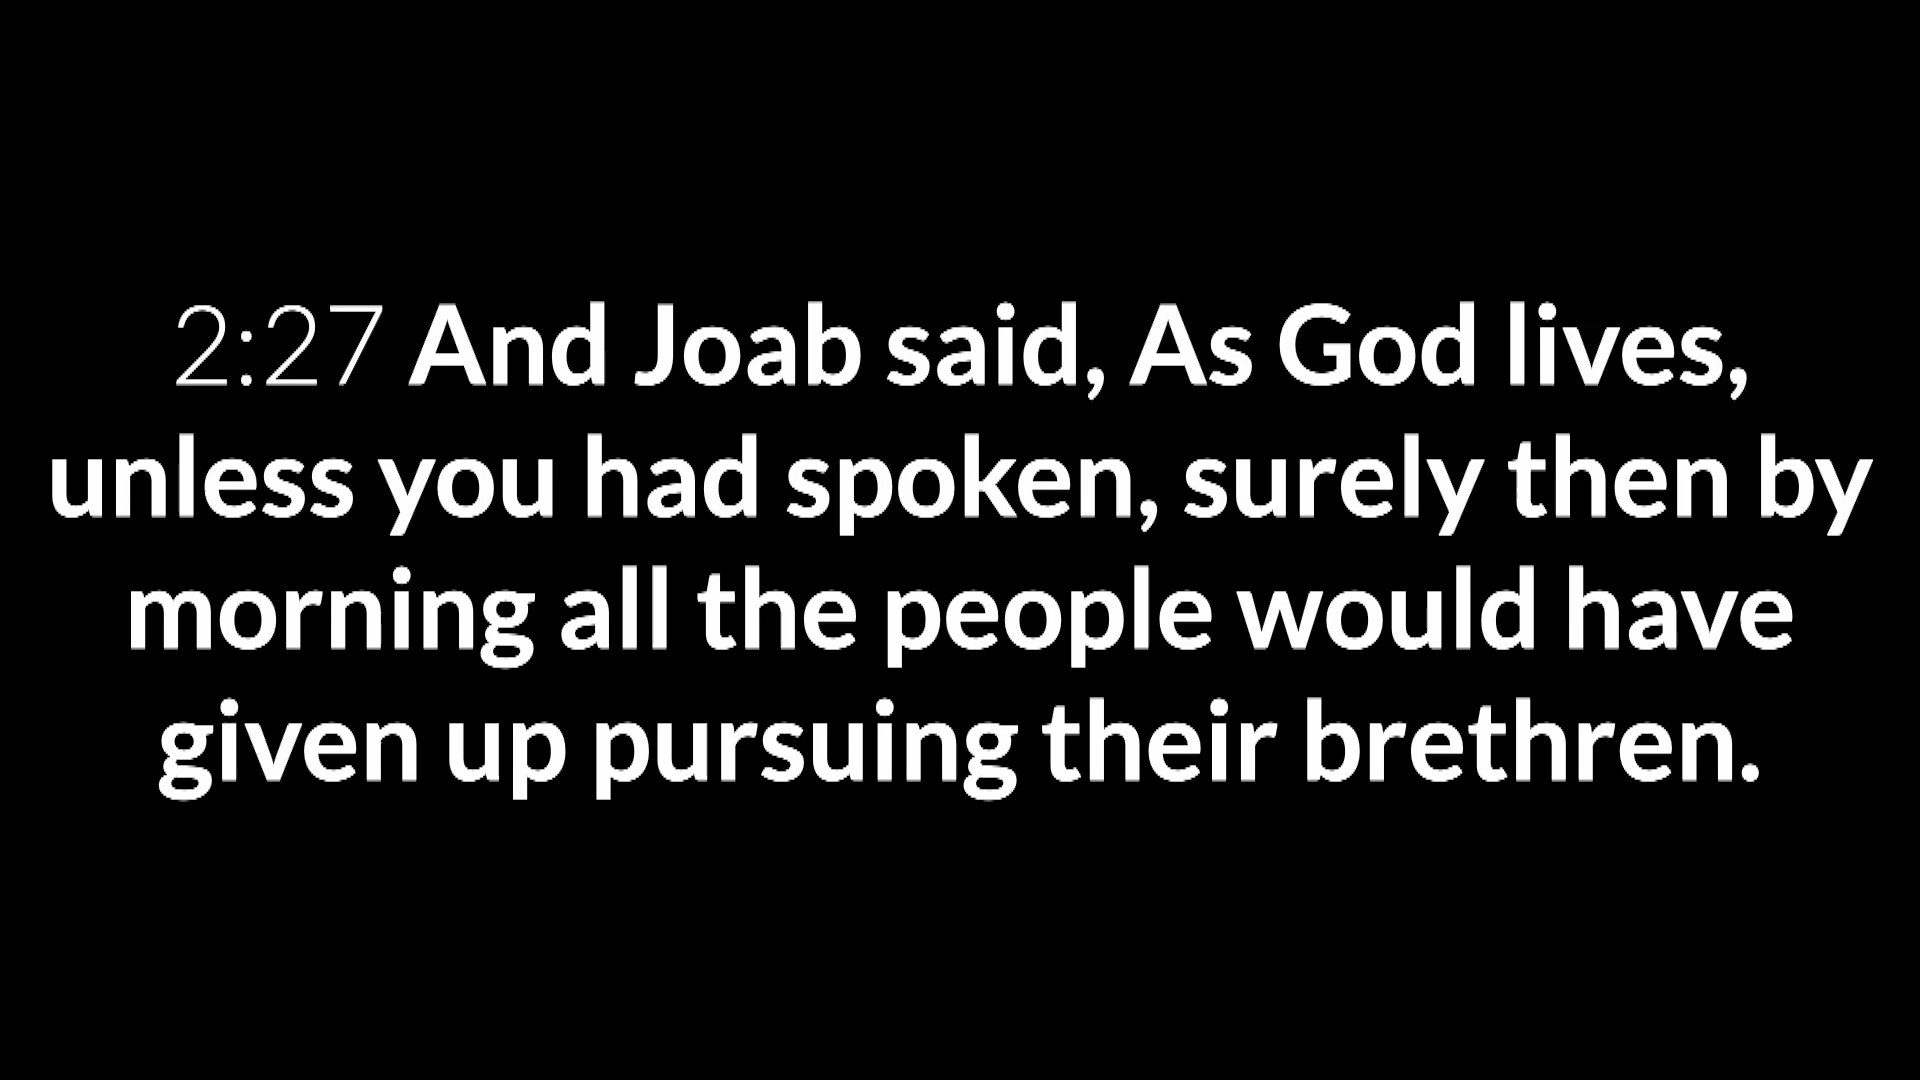 2:27 And Joab said, As God lives,
unless you had spoken, surely then by
morning all the people would have
given up pursuing their brethren.